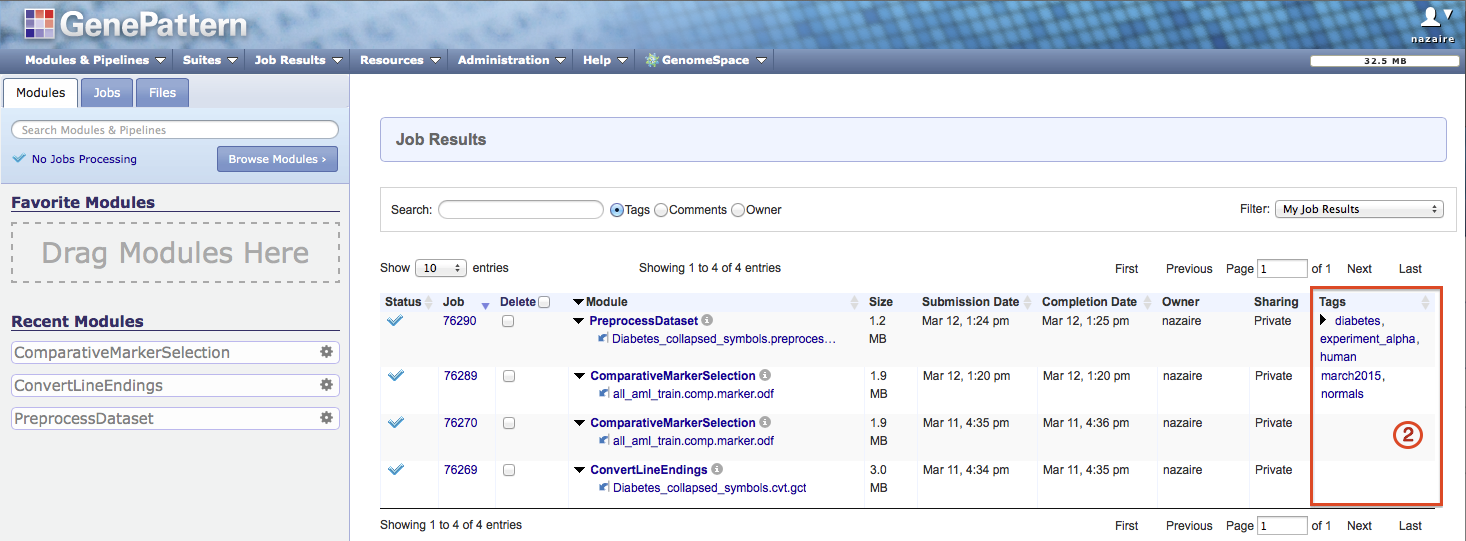 GenePattern
nazaire
Modules & Pipelines Suites Job Results Resources Administration Help GenomeSpace 32.5 MB
Modules Jobs Files
Search Modules & Pipelines
No Jobs Processing Browse Modules ›
Favorite Modules
Drag Modules Here
Recent Modules
ComparativeMarkerSelection
ConvertLineEndings
PreprocessDataset
Job Results
Search: Tags Comments Owner Filter: My Job Results
Show 10 entries Showing 1 to 4 of 4 entries First Previous Page 1 of 1 Next Last
Status Job Delete Module Size Submission Date Completion Date Owner Sharing Tags
76290 PreprocessDataset 1.2 Mar 12, 1:24 pm Mar 12, 1:25 pm nazaire Private diabetes,
Diabetes_collapsed_symbols.preproces… MB experiment_alpha,
human
76289 ComparativeMarkerSelection 1.9 Mar 12, 1:20 pm Mar 12, 1:20 pm nazaire Private march2015,
all_aml_train.comp.marker.odf MB normals
76270 ComparativeMarkerSelection 1.9 Mar 11, 4:35 pm Mar 11, 4:36 pm nazaire Private
all_aml_train.comp.marker.odf MB
2
76269 ConvertLineEndings 3.0 Mar 11, 4:34 pm Mar 11, 4:35 pm nazaire Private
Diabetes_collapsed_symbols.cvt.gct MB
Showing 1 to 4 of 4 entries First Previous Page 1 of 1 Next Last